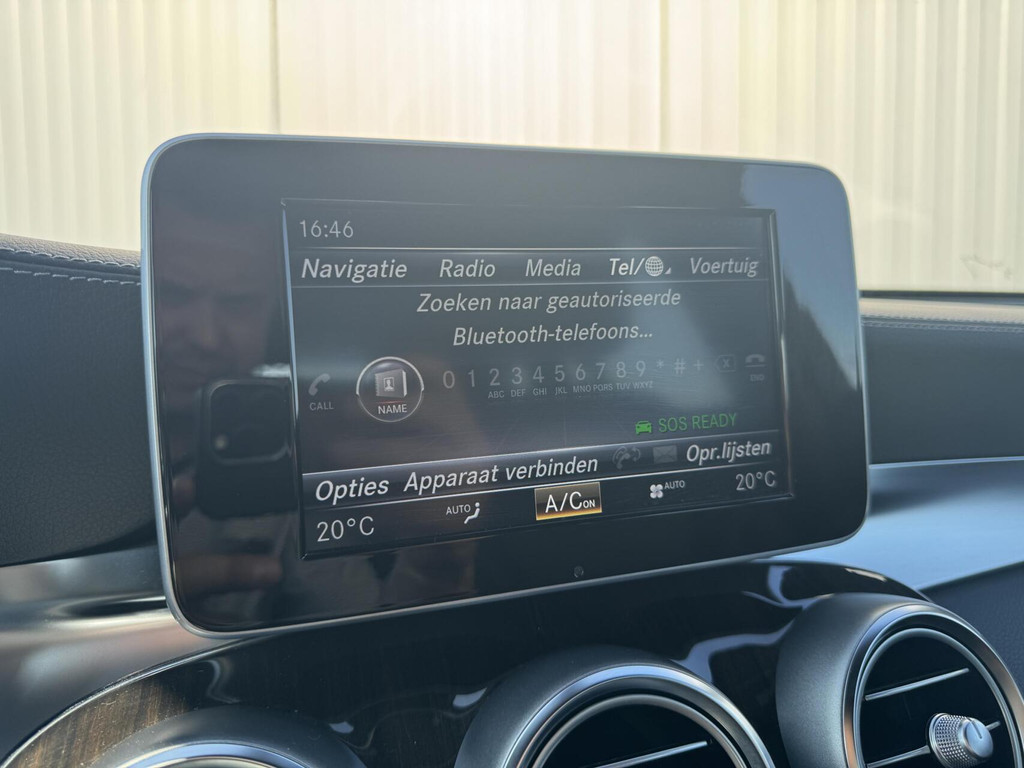 16:46
Navigatie Radio Media Tel/ Voertuig
Zoeken naar geautoriseerde
Bluetooth-telefoons...
0 1 2 3 4 5 6 7 8 9 * # + X
ABC DEF GHI JKL MNO PQRS TUV WXYZ
CALL NAME END
SOS READY
Opties Apparaat verbinden Opr.lijsten
20°C AUTO A/C ON AUTO 20°C